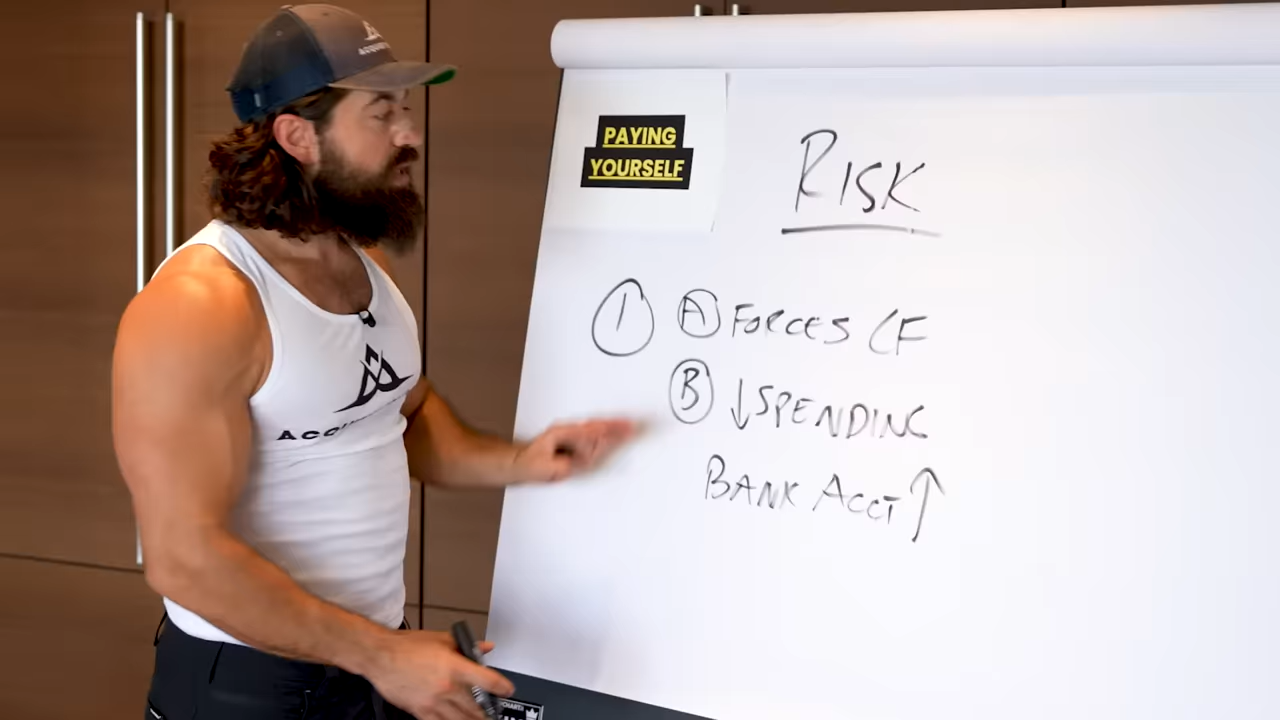 PAYING
YOURSELF
RISK
① Ⓐ FORCES CF
Ⓑ ↓SPENDING
BANK ACCT ↑